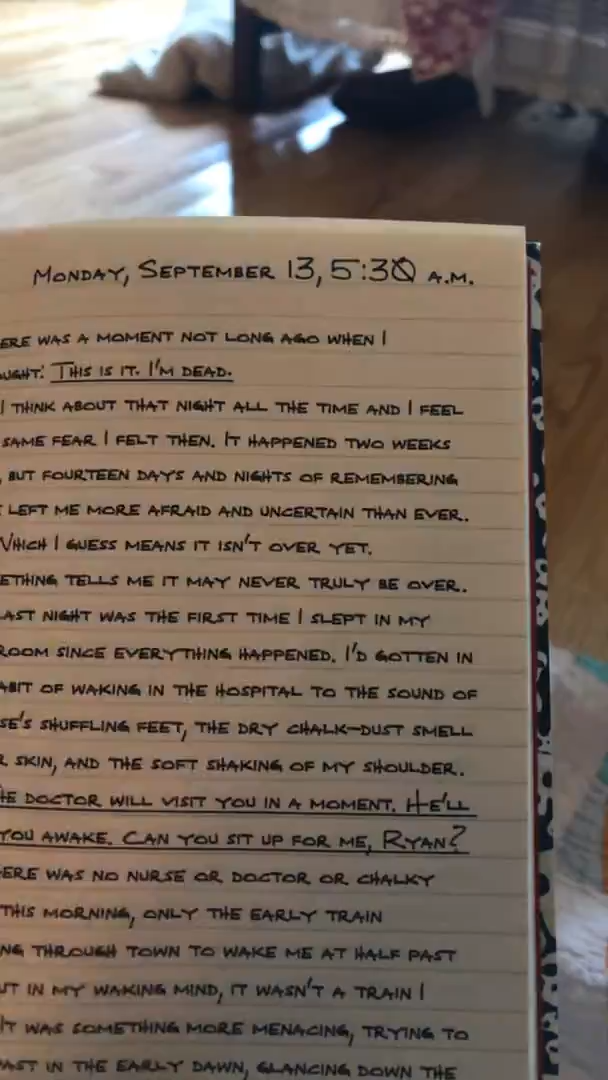 MONDAY, SEPTEMBER 13, 5:30 A.M.
ERE WAS A MOMENT NOT LONG AGO WHEN I
UGHT: THIS IS IT. I'M DEAD.
I THINK ABOUT THAT NIGHT ALL THE TIME AND I FEEL
SAME FEAR I FELT THEN. IT HAPPENED TWO WEEKS
, BUT FOURTEEN DAYS AND NIGHTS OF REMEMBERING
LEFT ME MORE AFRAID AND UNCERTAIN THAN EVER.
WHICH I GUESS MEANS IT ISN'T OVER YET.
ETHING TELLS ME IT MAY NEVER TRULY BE OVER.
LAST NIGHT WAS THE FIRST TIME I SLEPT IN MY
ROOM SINCE EVERYTHING HAPPENED. I'D GOTTEN IN
ABIT OF WAKING IN THE HOSPITAL TO THE SOUND OF
SE'S SHUFFLING FEET, THE DRY CHALK-DUST SMELL
R SKIN, AND THE SOFT SHAKING OF MY SHOULDER.
HE DOCTOR WILL VISIT YOU IN A MOMENT. HE'LL
YOU AWAKE. CAN YOU SIT UP FOR ME, RYAN?
ERE WAS NO NURSE OR DOCTOR OR CHALKY
THIS MORNING, ONLY THE EARLY TRAIN
NG THROUGH TOWN TO WAKE ME AT HALF PAST
UT IN MY WAKING MIND, IT WASN'T A TRAIN I
IT WAS SOMETHING MORE MENACING, TRYING TO
PAST IN THE EARLY DAWN, GLANCING DOWN THE